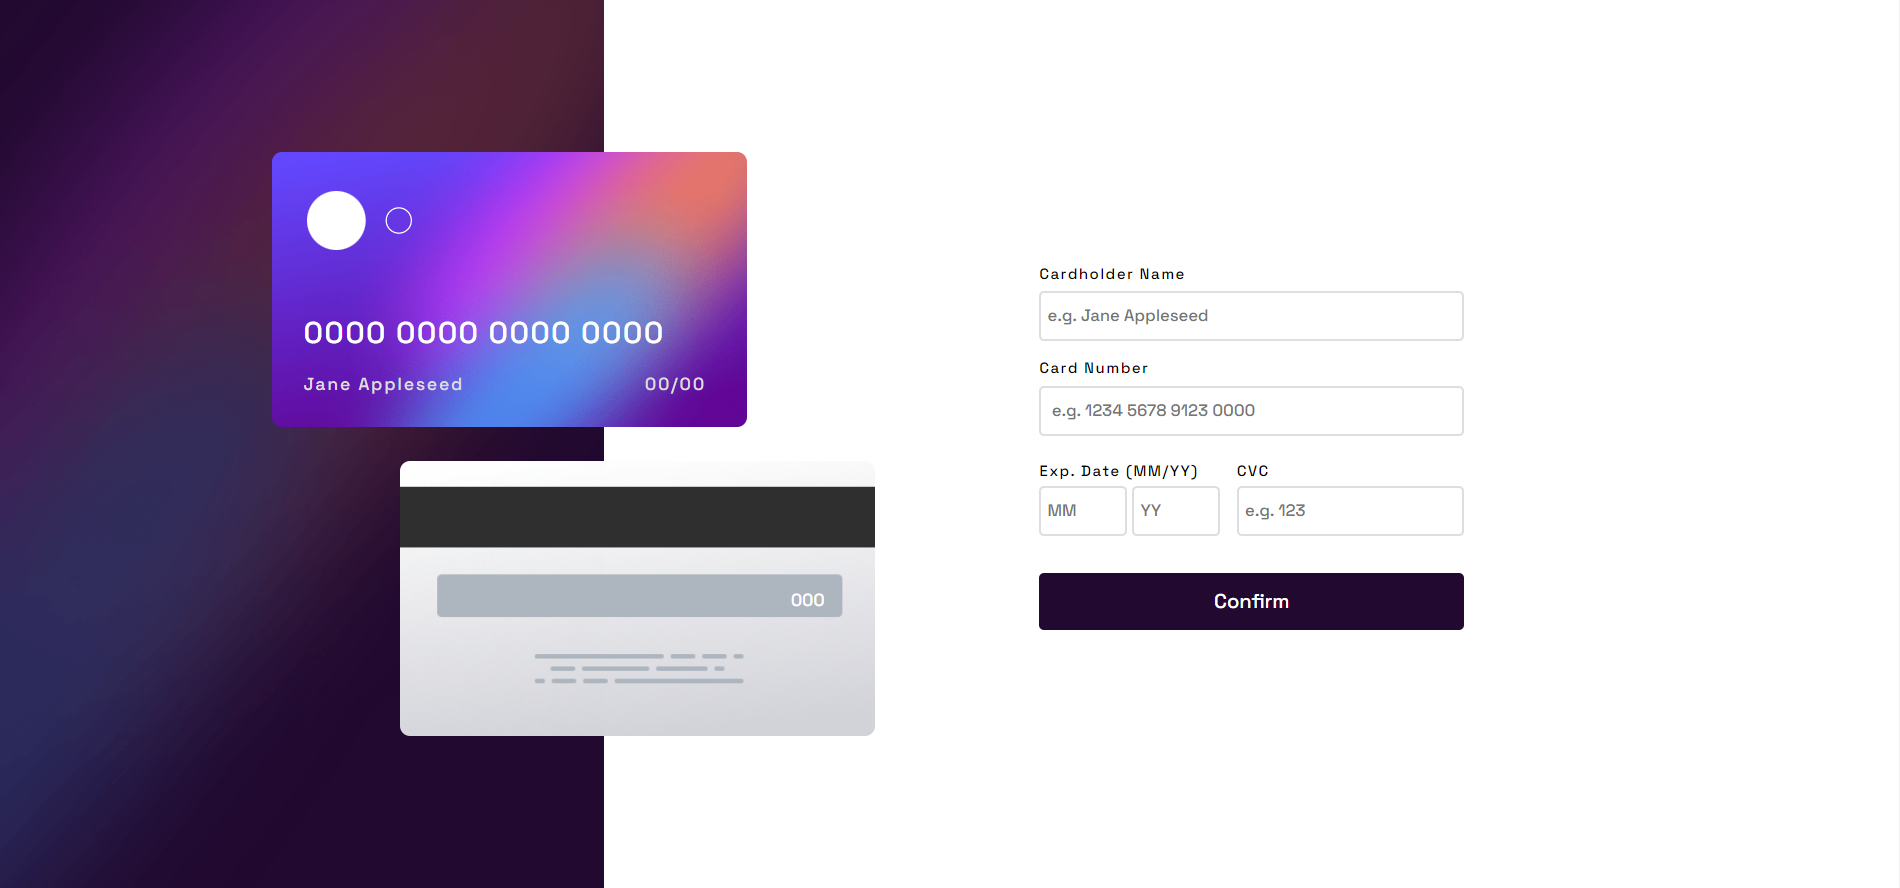 0000 0000 0000 0000
Jane Appleseed 00/00
000
Cardholder Name
e.g. Jane Appleseed
Card Number
e.g. 1234 5678 9123 0000
Exp. Date (MM/YY) CVC
MM YY e.g. 123
Confirm